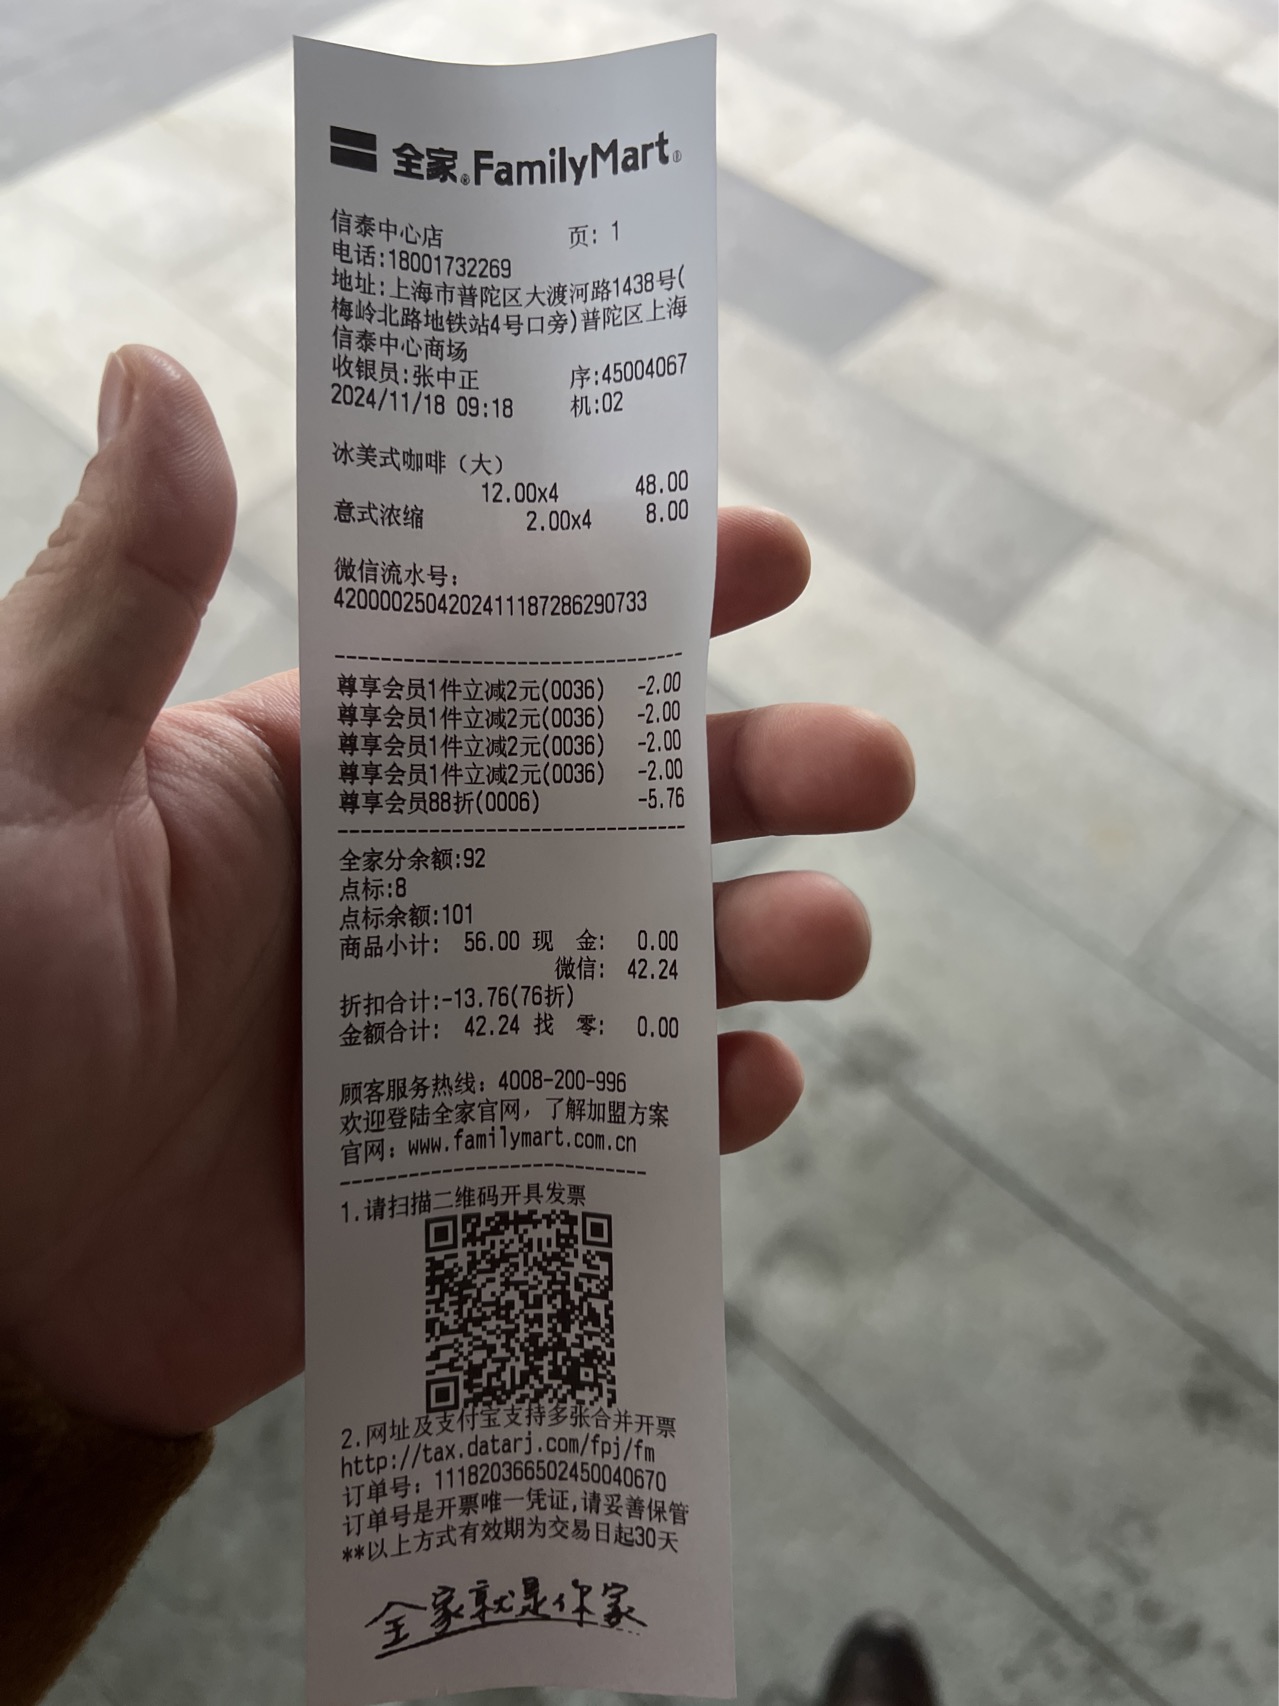 全家®FamilyMart®
信泰中心店 页: 1
电话:18001732269
地址:上海市普陀区大渡河路1438号(
梅岭北路地铁站4号口旁)普陀区上海
信泰中心商场
收银员:张中正 序:45004067
2024/11/18 09:18 机:02
冰美式咖啡（大）
12.00x4 48.00
意式浓缩 2.00x4 8.00
微信流水号：
4200002504202411187286290733
尊享会员1件立减2元(0036) -2.00
尊享会员1件立减2元(0036) -2.00
尊享会员1件立减2元(0036) -2.00
尊享会员1件立减2元(0036) -2.00
尊享会员88折(0006) -5.76
全家分余额:92
点标:8
点标余额:101
商品小计: 56.00 现 金: 0.00
微信: 42.24
折扣合计:-13.76(76折)
金额合计: 42.24 找 零: 0.00
顾客服务热线：4008-200-996
欢迎登陆全家官网，了解加盟方案
官网：www.familymart.com.cn
1.请扫描二维码开具发票
2.网址及支付宝支持多张合并开票
http://tax.datarj.com/fpj/fm
订单号：111820366502450040670
订单号是开票唯一凭证,请妥善保管
**以上方式有效期为交易日起30天
全家就是你家